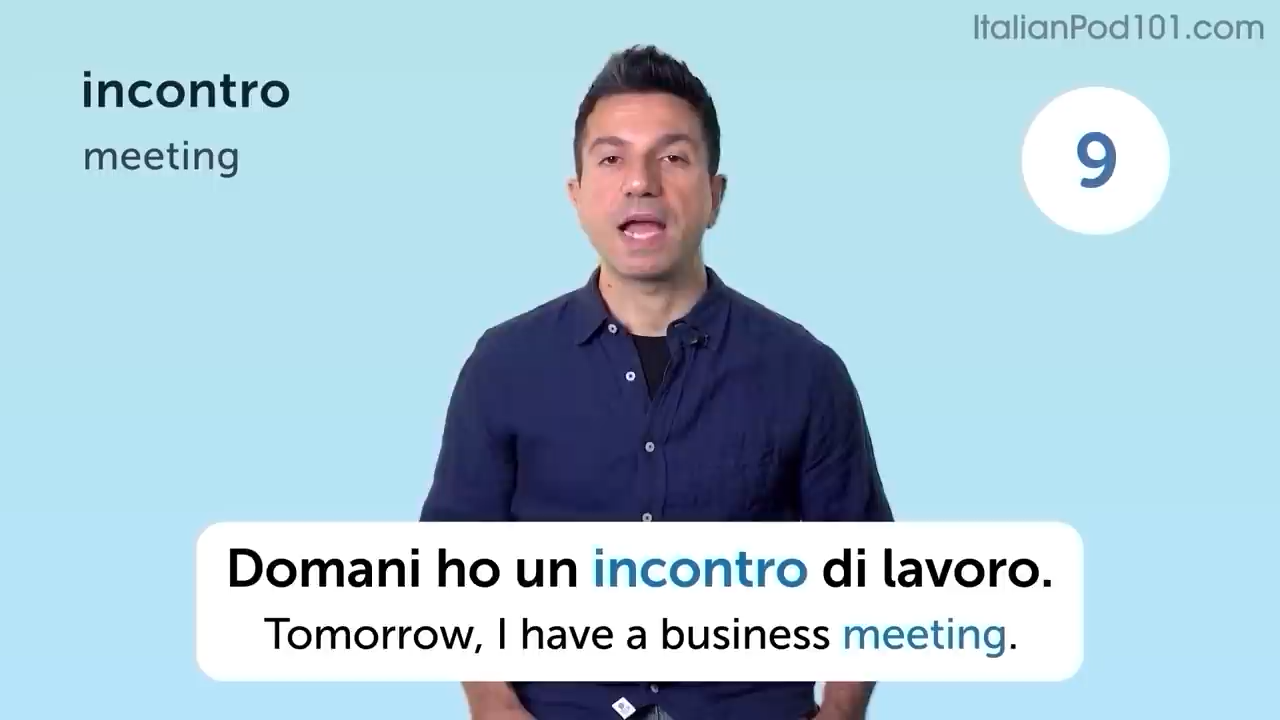 ItalianPod101.com
incontro
meeting
9
Domani ho un incontro di lavoro.
Tomorrow, I have a business meeting.